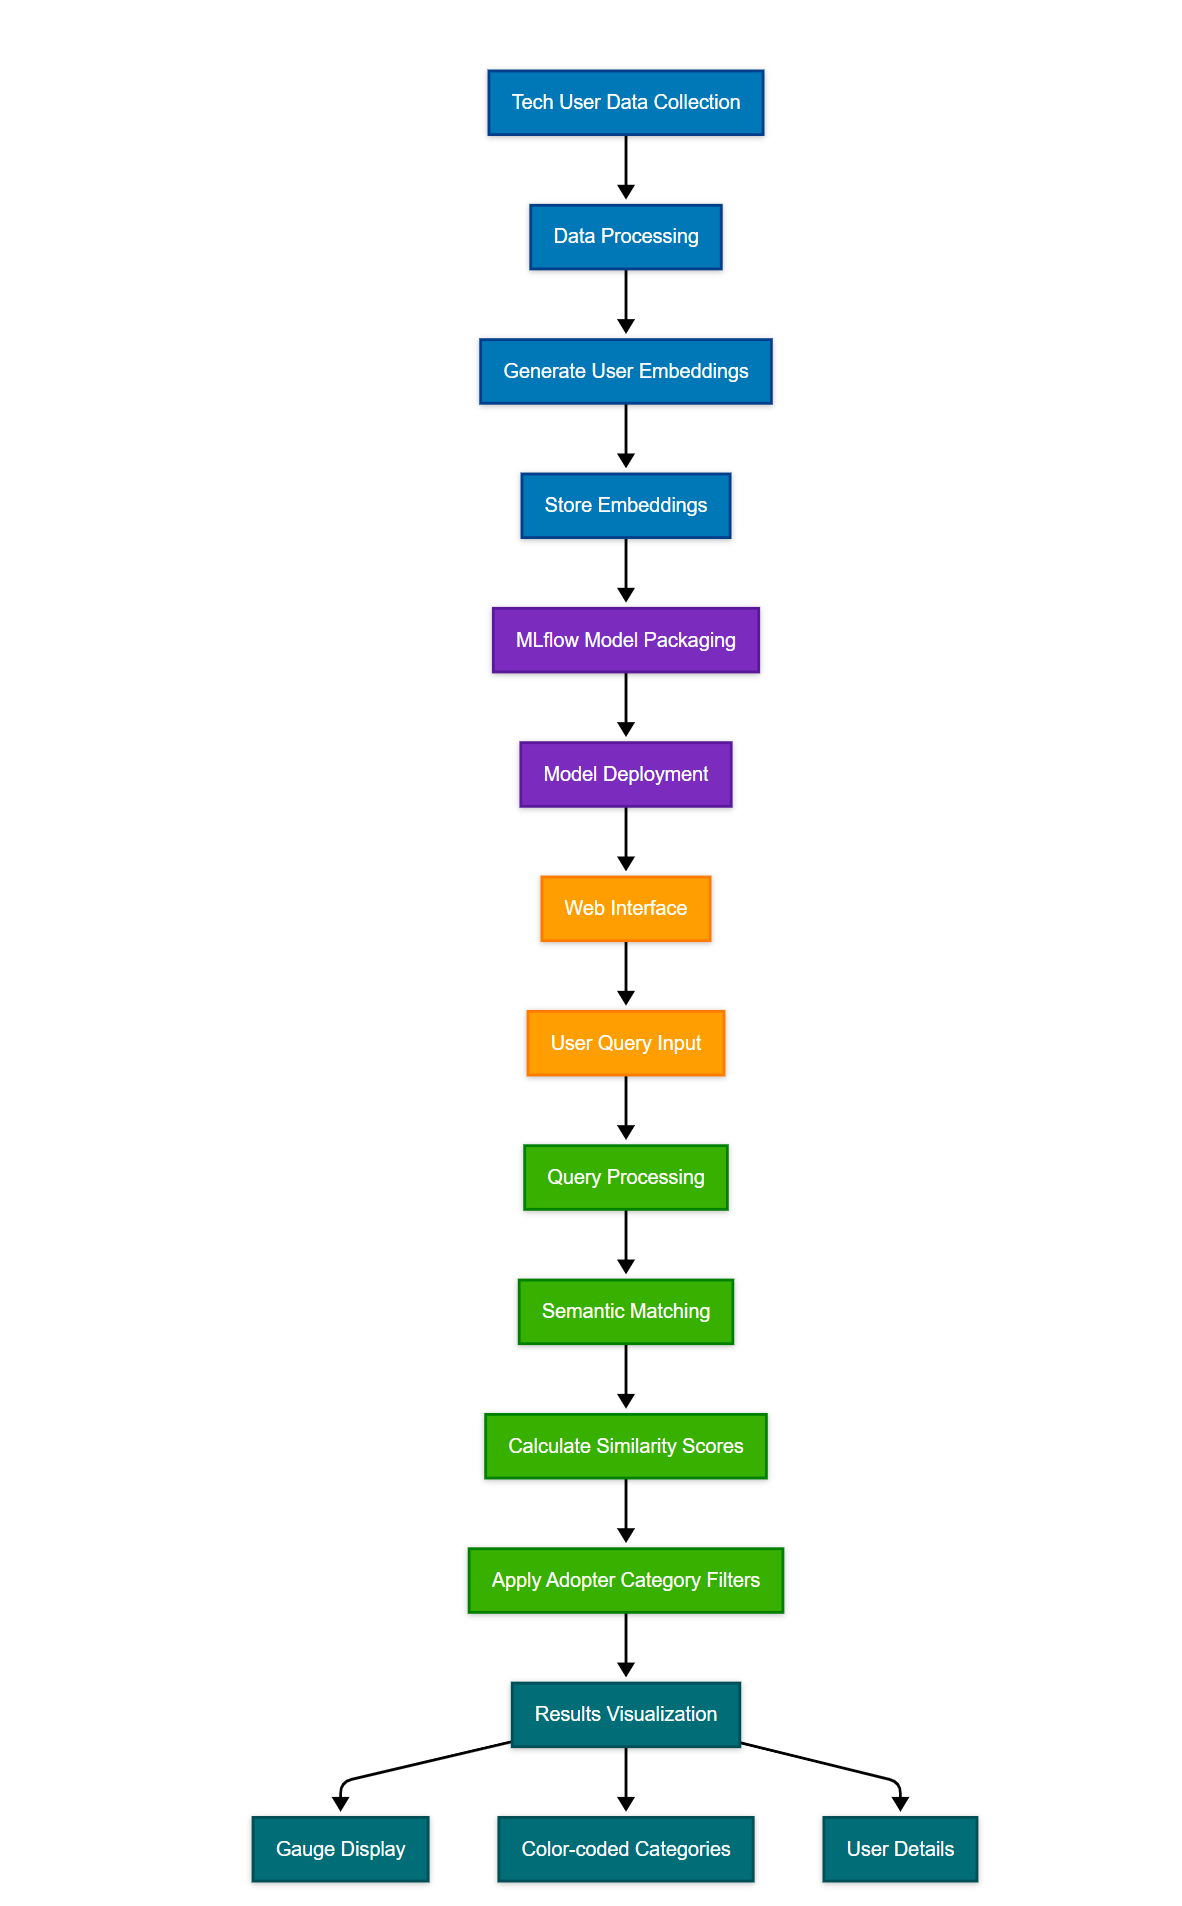 Tech User Data Collection
Data Processing
Generate User Embeddings
Store Embeddings
MLflow Model Packaging
Model Deployment
Web Interface
User Query Input
Query Processing
Semantic Matching
Calculate Similarity Scores
Apply Adopter Category Filters
Results Visualization
Gauge Display
Color-coded Categories
User Details